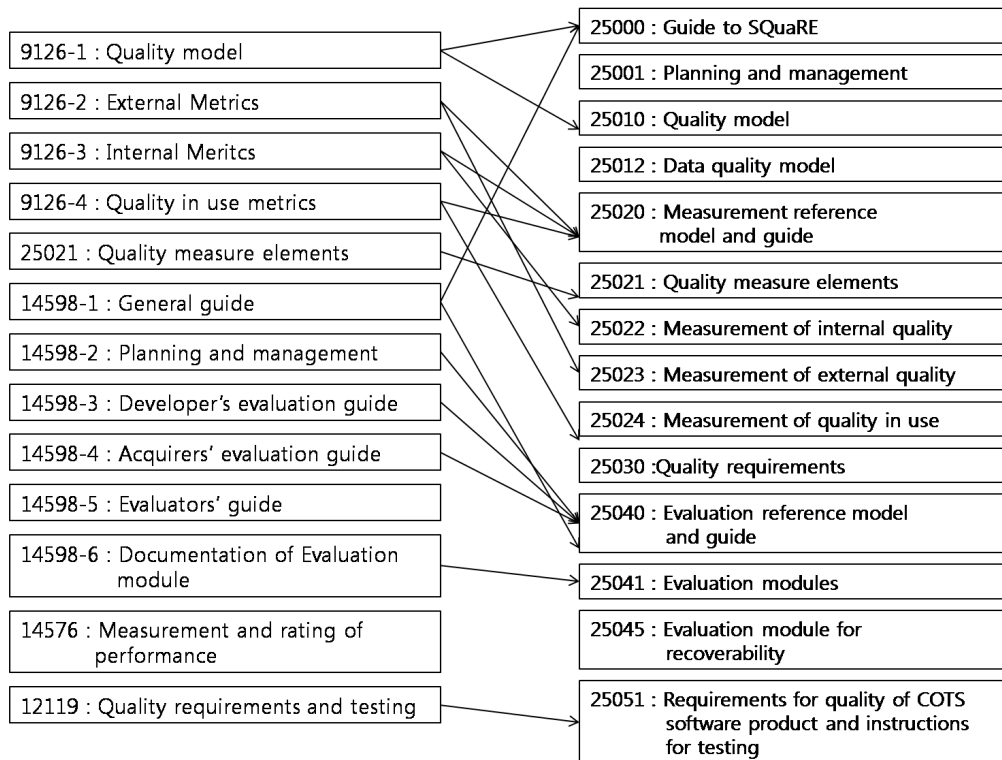 9126-1 : Quality model
9126-2 : External Metrics
9126-3 : Internal Meritcs
9126-4 : Quality in use metrics
25021 : Quality measure elements
14598-1 : General guide
14598-2 : Planning and management
14598-3 : Developer's evaluation guide
14598-4 : Acquirers' evaluation guide
14598-5 : Evaluators' guide
14598-6 : Documentation of Evaluation
module
14576 : Measurement and rating of
performance
12119 : Quality requirements and testing
25000 : Guide to SQuaRE
25001 : Planning and management
25010 : Quality model
25012 : Data quality model
25020 : Measurement reference
model and guide
25021 : Quality measure elements
25022 : Measurement of internal quality
25023 : Measurement of external quality
25024 : Measurement of quality in use
25030 :Quality requirements
25040 : Evaluation reference model
and guide
25041 : Evaluation modules
25045 : Evaluation module for
recoverability
25051 : Requirements for quality of COTS
software product and instructions
for testing